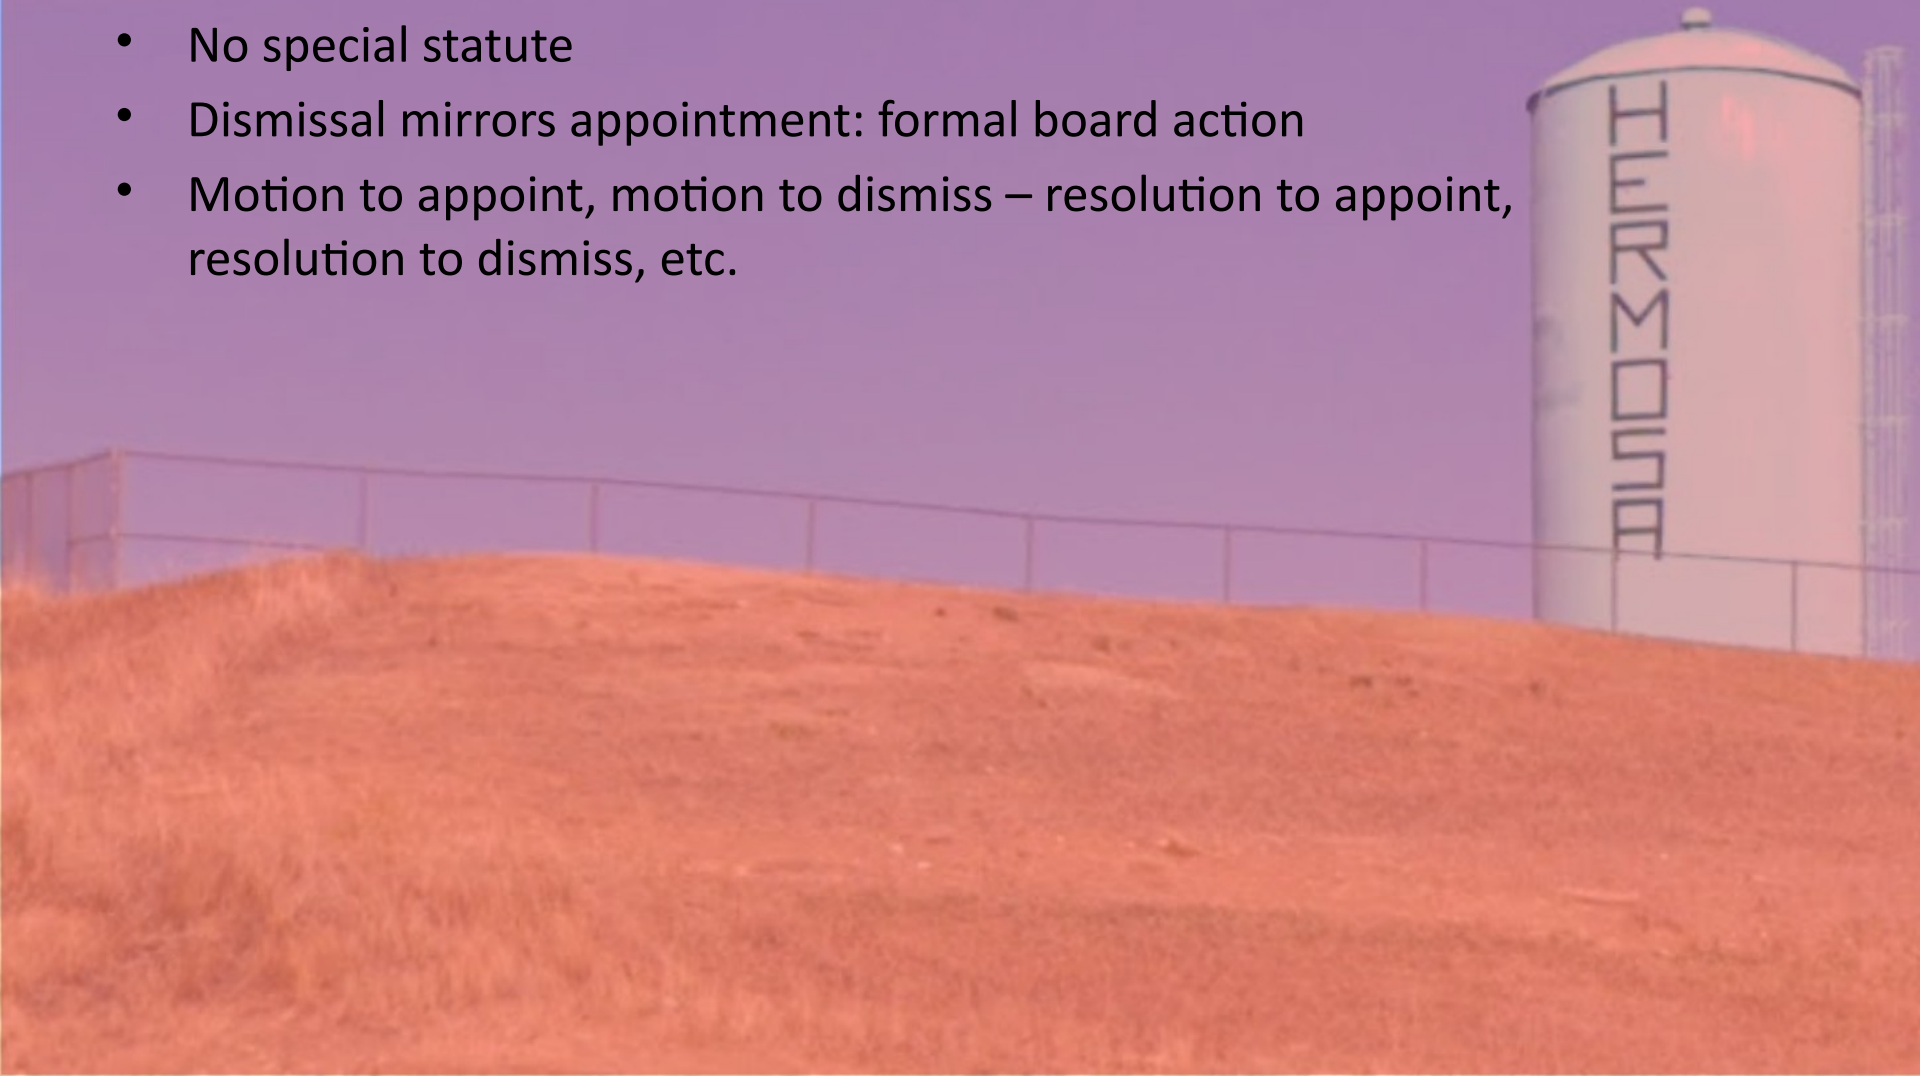 • No special statute
• Dismissal mirrors appointment: formal board action
• Motion to appoint, motion to dismiss – resolution to appoint,
resolution to dismiss, etc.
HERMOSA